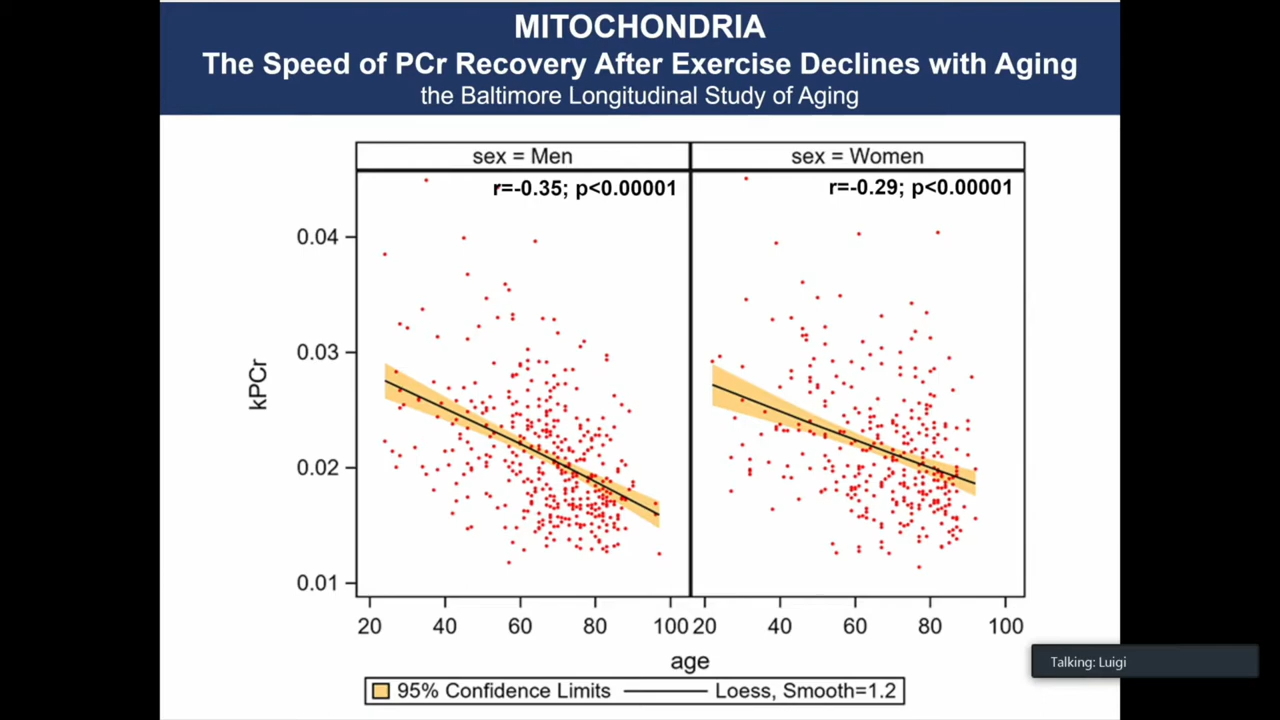 MITOCHONDRIA
The Speed of PCr Recovery After Exercise Declines with Aging
the Baltimore Longitudinal Study of Aging
sex = Men
sex = Women
r=-0.35; p<0.00001
r=-0.29; p<0.00001
0.04
0.03
0.02
0.01
kPCr
20 40 60 80 100 20 40 60 80 100
age
95% Confidence Limits
Loess, Smooth=1.2
Talking: Luigi